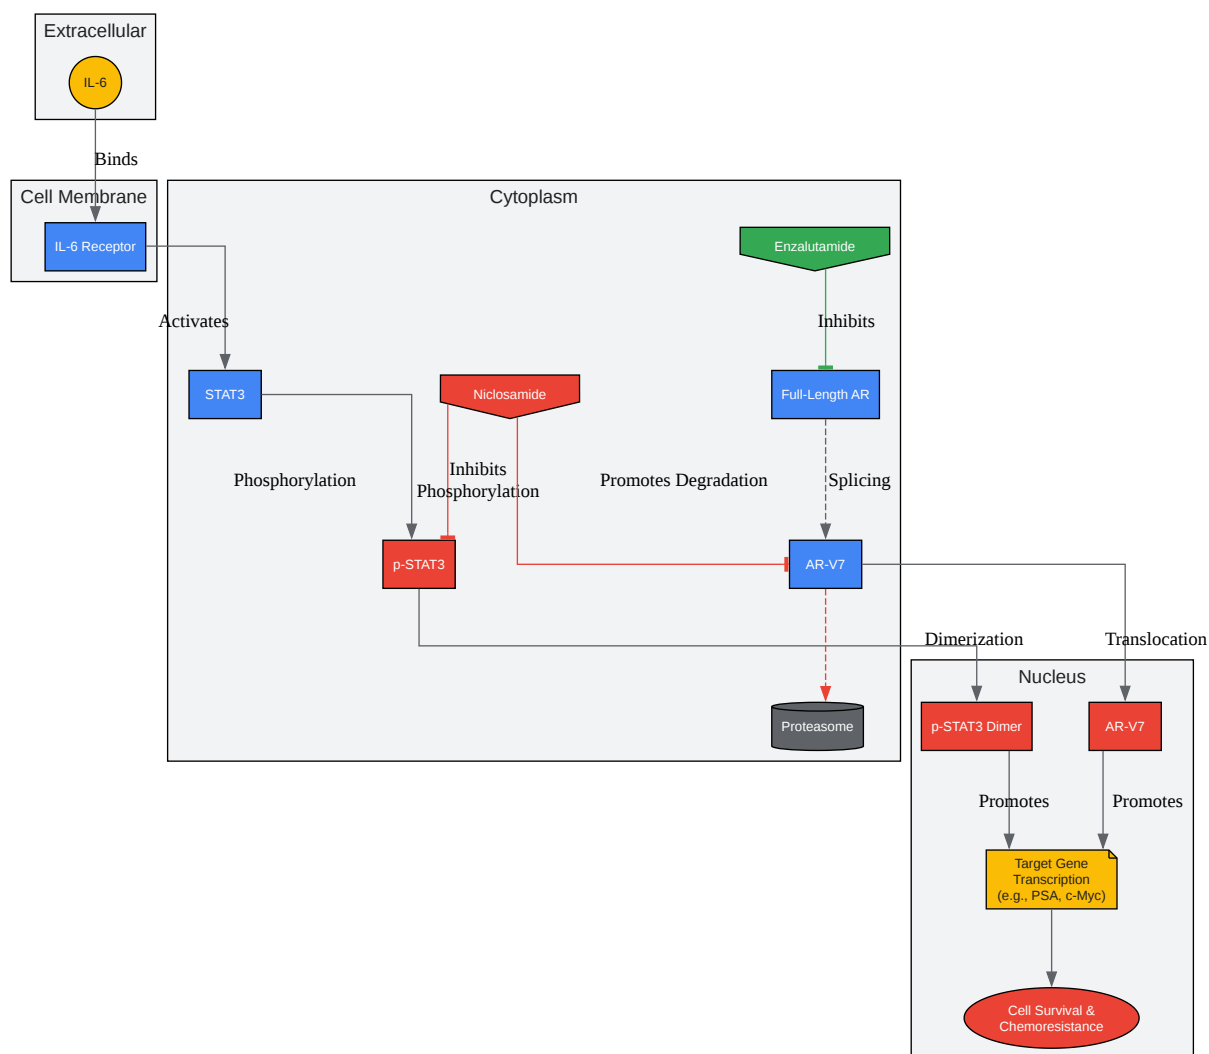 Extracellular
IL-6
Binds
Cell Membrane
IL-6 Receptor
Cytoplasm
Enzalutamide
Activates
Inhibits
STAT3
Niclosamide
Full-Length AR
Phosphorylation
Inhibits
Phosphorylation
Promotes Degradation
Splicing
p-STAT3
AR-V7
Dimerization
Translocation
Nucleus
Proteasome
p-STAT3 Dimer
AR-V7
Promotes
Promotes
Target Gene
Transcription
(e.g., PSA, c-Myc)
Cell Survival &
Chemoresistance